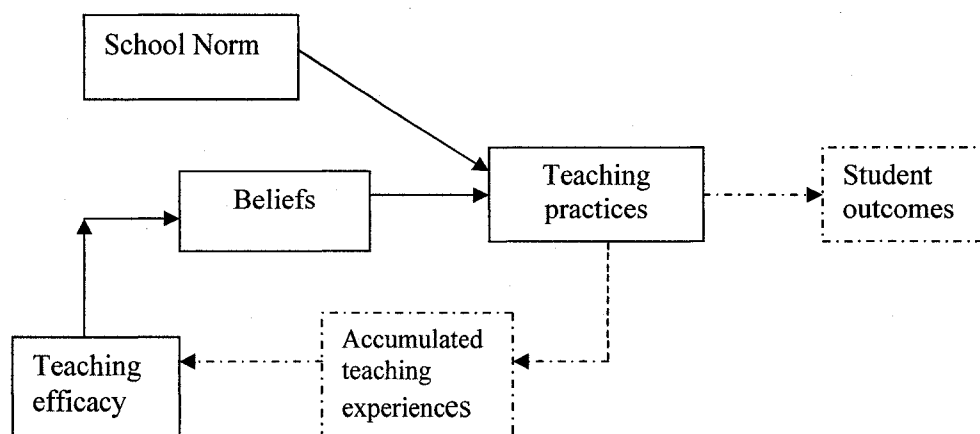 School Norm
Beliefs
Teaching
practices
Student
outcomes
Accumulated
teaching
experiences
Teaching
efficacy